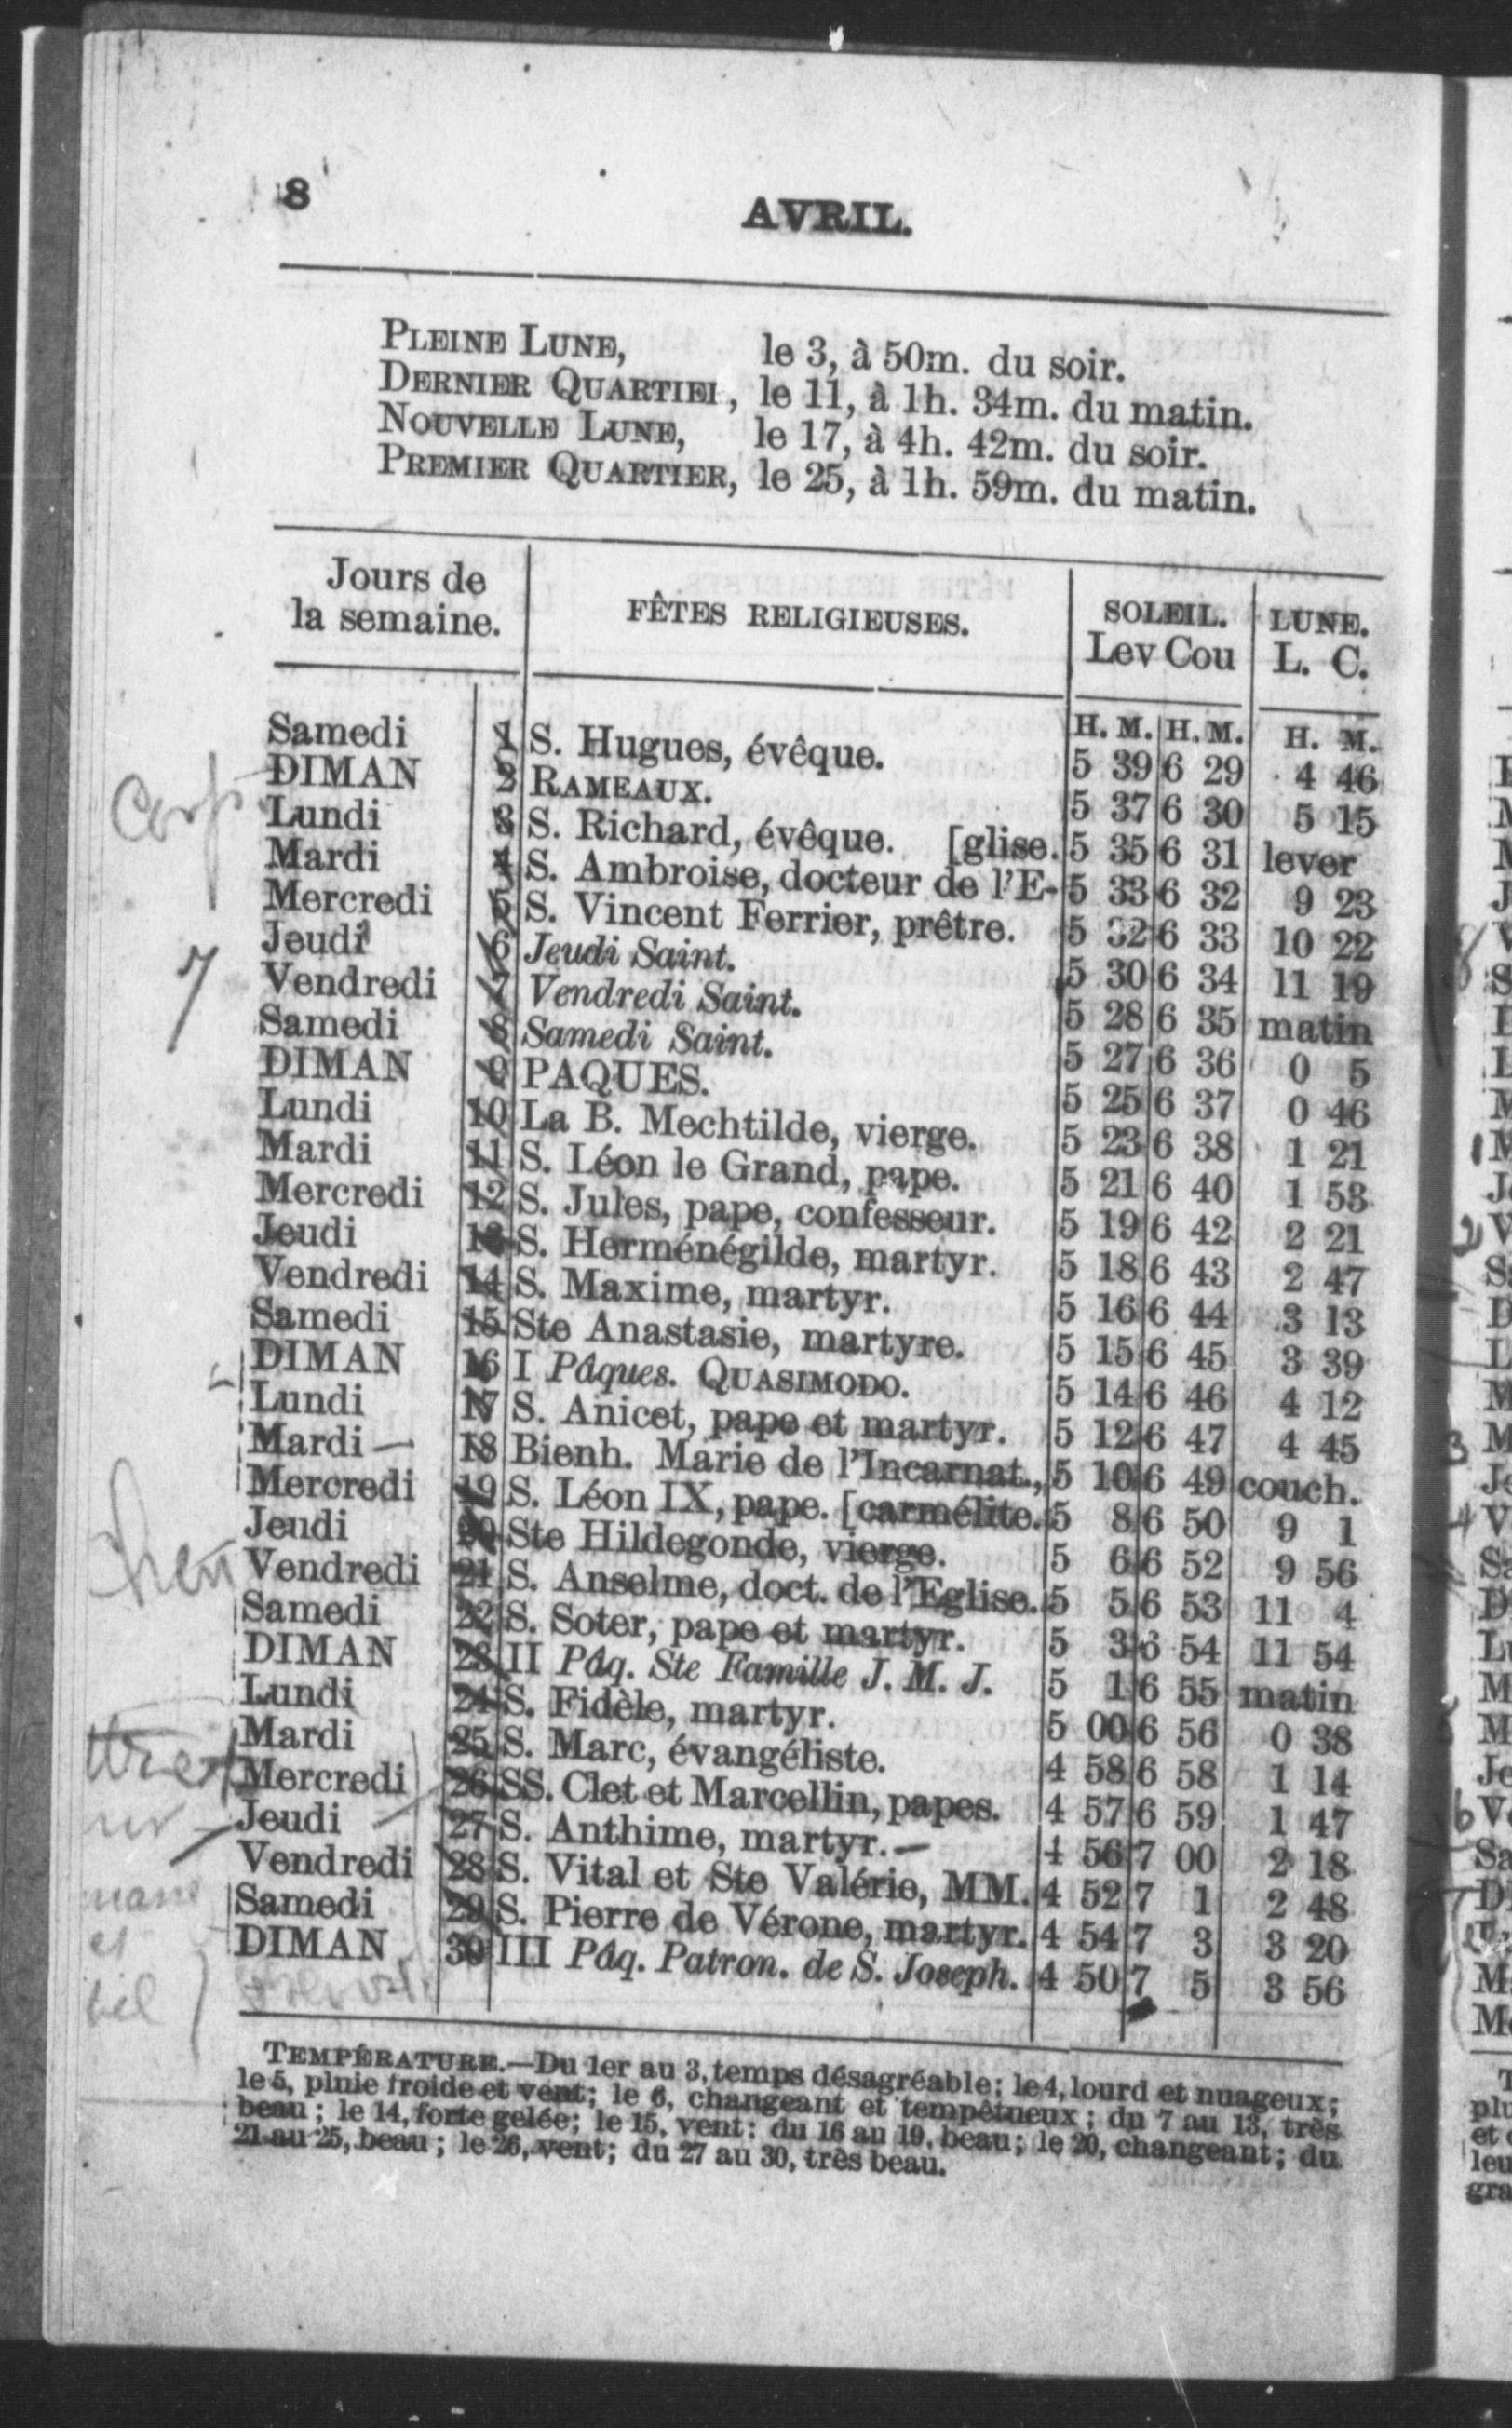 8
AVRIL.
PLEINE LUNE, le 3, à 50m. du soir.
DERNIER QUARTIER, le 11, à 1h. 34m. du matin.
NOUVELLE LUNE, le 17, à 4h. 42m. du soir.
PREMIER QUARTIER, le 25, à 1h. 59m. du matin.
Jours de la semaine. FÊTES RELIGIEUSES. SOLEIL. Lev Cou LUNE. L. C.
H. M. H. M. H. M.
Samedi 1 S. Hugues, évêque. 5 39 6 29 4 46
DIMAN 2 RAMEAUX. 5 37 6 30 5 15
Lundi 3 S. Richard, évêque. [glise. 5 35 6 31 lever
Mardi 4 S. Ambroise, docteur de l'E- 5 33 6 32 9 23
Mercredi 5 S. Vincent Ferrier, prêtre. 5 32 6 33 10 22
Jeudi 6 Jeudi Saint. 5 30 6 34 11 19
7
Vendredi 7 Vendredi Saint. 5 28 6 35 matin
Samedi 8 Samedi Saint. 5 27 6 36 0 5
DIMAN 9 PAQUES. 5 25 6 37 0 46
Lundi 10 La B. Mechtilde, vierge. 5 23 6 38 1 21
Mardi 11 S. Léon le Grand, pape. 5 21 6 40 1 53
Mercredi 12 S. Jules, pape, confesseur. 5 19 6 42 2 21
Jeudi 13 S. Herménégilde, martyr. 5 18 6 43 2 47
Vendredi 14 S. Maxime, martyr. 5 16 6 44 3 13
Samedi 15 Ste Anastasie, martyre. 5 15 6 45 3 39
DIMAN 16 I Pâques. QUASIMODO. 5 14 6 46 4 12
Lundi 17 S. Anicet, pape et martyr. 5 12 6 47 4 45
Mardi — 18 Bienh. Marie de l'Incarnat., 5 10 6 49 couch.
Mercredi 19 S. Léon IX, pape. [carmélite. 5 8 6 50 9 1
Jeudi 20 Ste Hildegonde, vierge. 5 6 6 52 9 56
Vendredi 21 S. Anselme, doct. de l'Eglise. 5 5 6 53 11 4
Samedi 22 S. Soter, pape et martyr. 5 3 6 54 11 54
DIMAN 23 II Pâq. Ste Famille J. M. J. 5 1 6 55 matin
Lundi 24 S. Fidèle, martyr. 5 00 6 56 0 38
Mardi 25 S. Marc, évangéliste. 4 58 6 58 1 14
Mercredi 26 SS. Clet et Marcellin, papes. 4 57 6 59 1 47
Jeudi 27 S. Anthime, martyr. — 4 56 7 00 2 18
Vendredi 28 S. Vital et Ste Valérie, MM. 4 52 7 1 2 48
Samedi 29 S. Pierre de Vérone, martyr. 4 54 7 3 3 20
et
DIMAN 30 III Pâq. Patron. de S. Joseph. 4 50 7 5 3 56
TEMPÉRATURE.—Du 1er au 3, temps désagréable; le 4, lourd et nuageux;
le 5, pluie froide et vent; le 6, changeant et tempêtueux; du 7 au 13, très
beau; le 14, forte gelée; le 15, vent; du 16 au 19, beau; le 20, changeant; du
21 au 25, beau; le 26, vent; du 27 au 30, très beau.